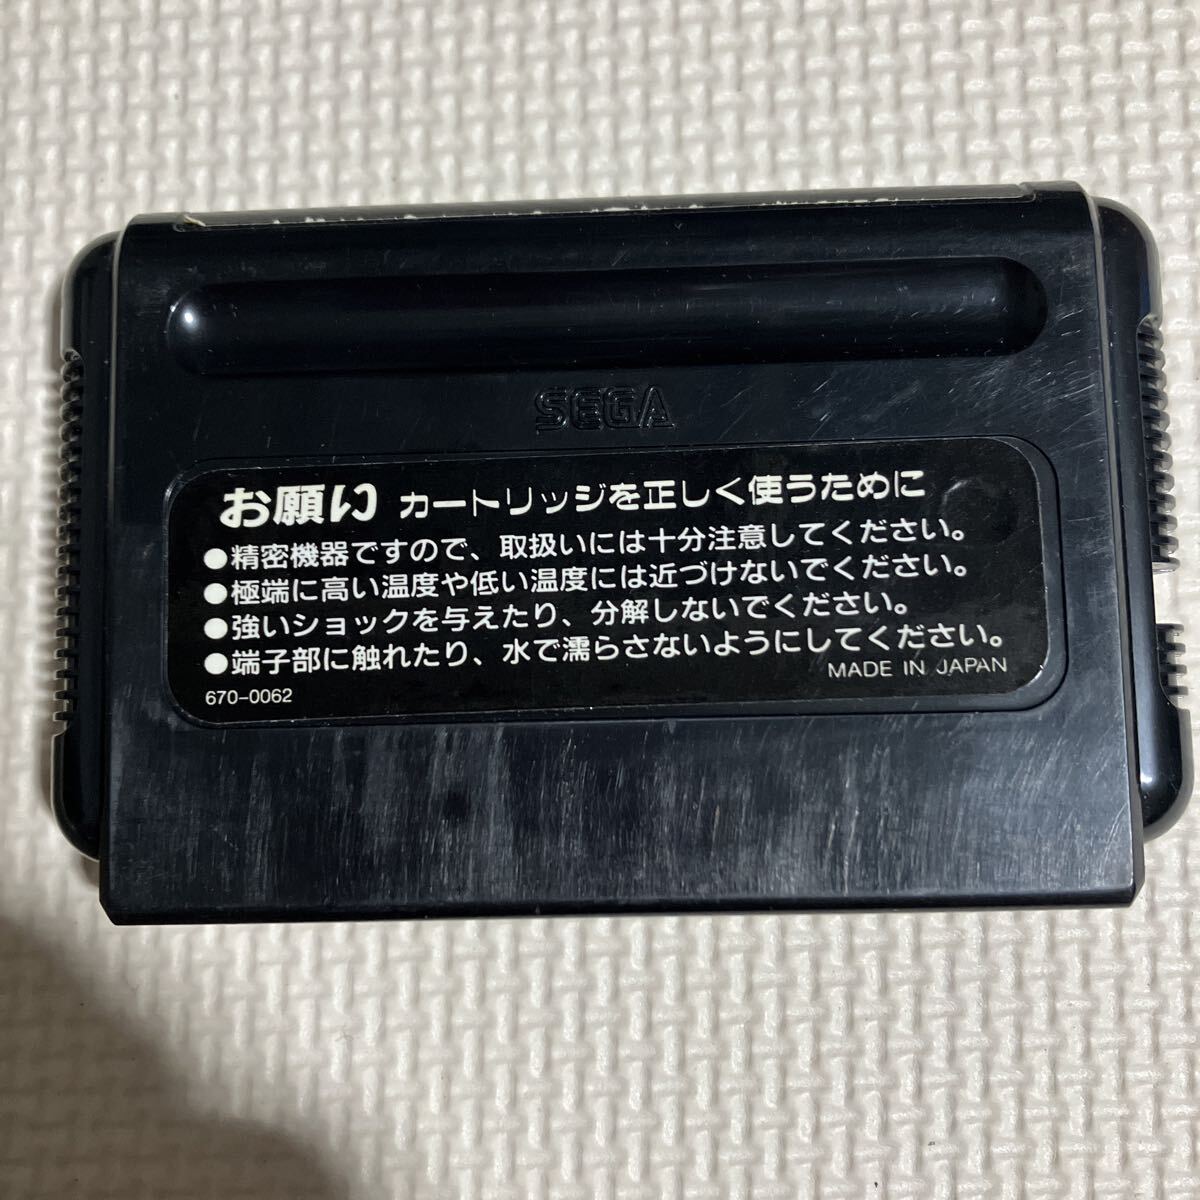 SEGA
お願い カートリッジを正しく使うために
●精密機器ですので、取扱いには十分注意してください。
●極端に高い温度や低い温度には近づけないでください。
●強いショックを与えたり、分解しないでください。
●端子部に触れたり、水で濡らさないようにしてください。
670-0062
MADE IN JAPAN